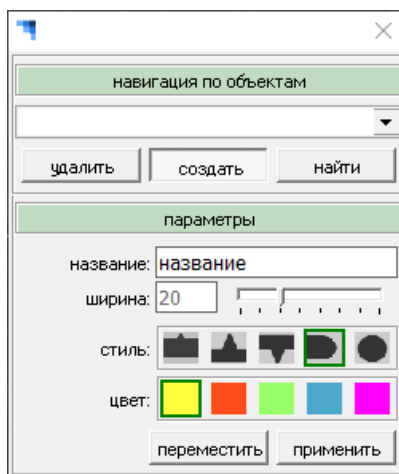 навигация по объектам
удалить создать найти
параметры
название: название
ширина: 20
стиль:
цвет:
переместить применить